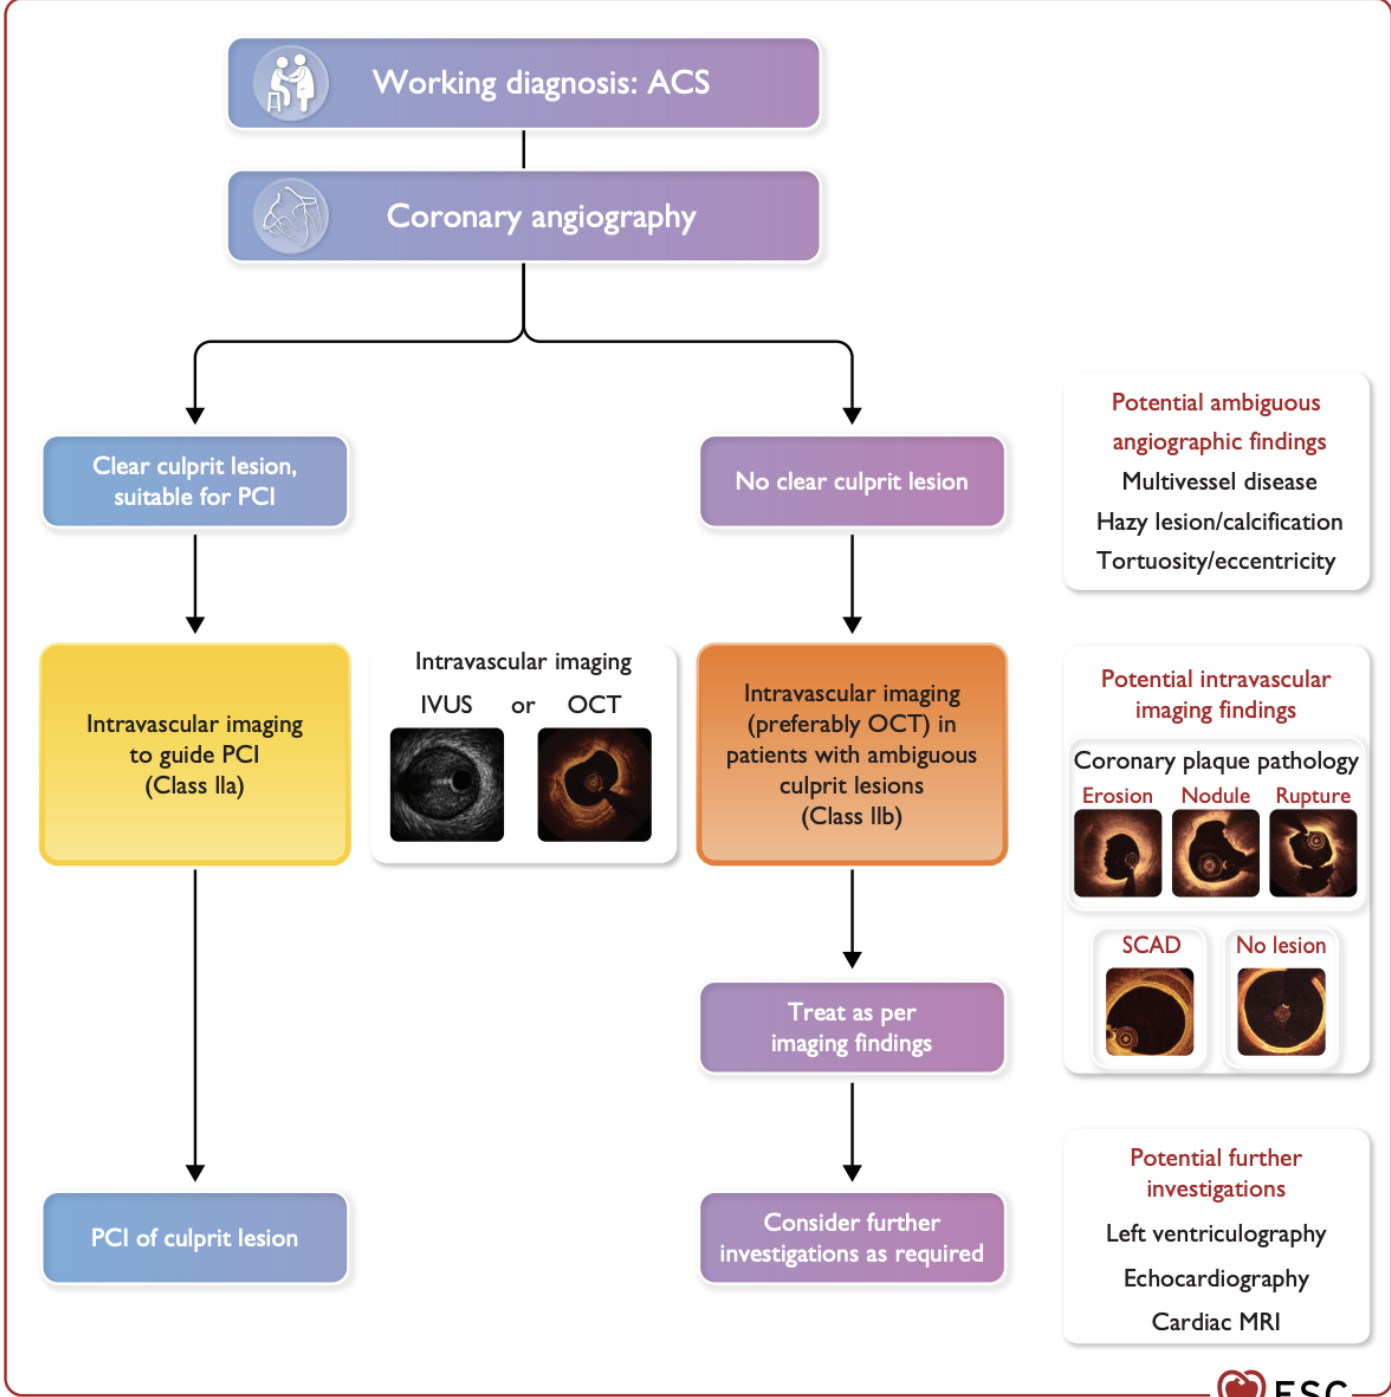 Working diagnosis: ACS
Coronary angiography
Clear culprit lesion,
suitable for PCI
No clear culprit lesion
Potential ambiguous
angiographic findings
Multivessel disease
Hazy lesion/calcification
Tortuosity/eccentricity
Intravascular imaging
to guide PCI
(Class IIa)
Intravascular imaging
IVUS or OCT
Intravascular imaging
(preferably OCT) in
patients with ambiguous
culprit lesions
(Class IIb)
Potential intravascular
imaging findings
Coronary plaque pathology
Erosion Nodule Rupture
SCAD No lesion
Treat as per
imaging findings
PCI of culprit lesion
Consider further
investigations as required
Potential further
investigations
Left ventriculography
Echocardiography
Cardiac MRI
ESC